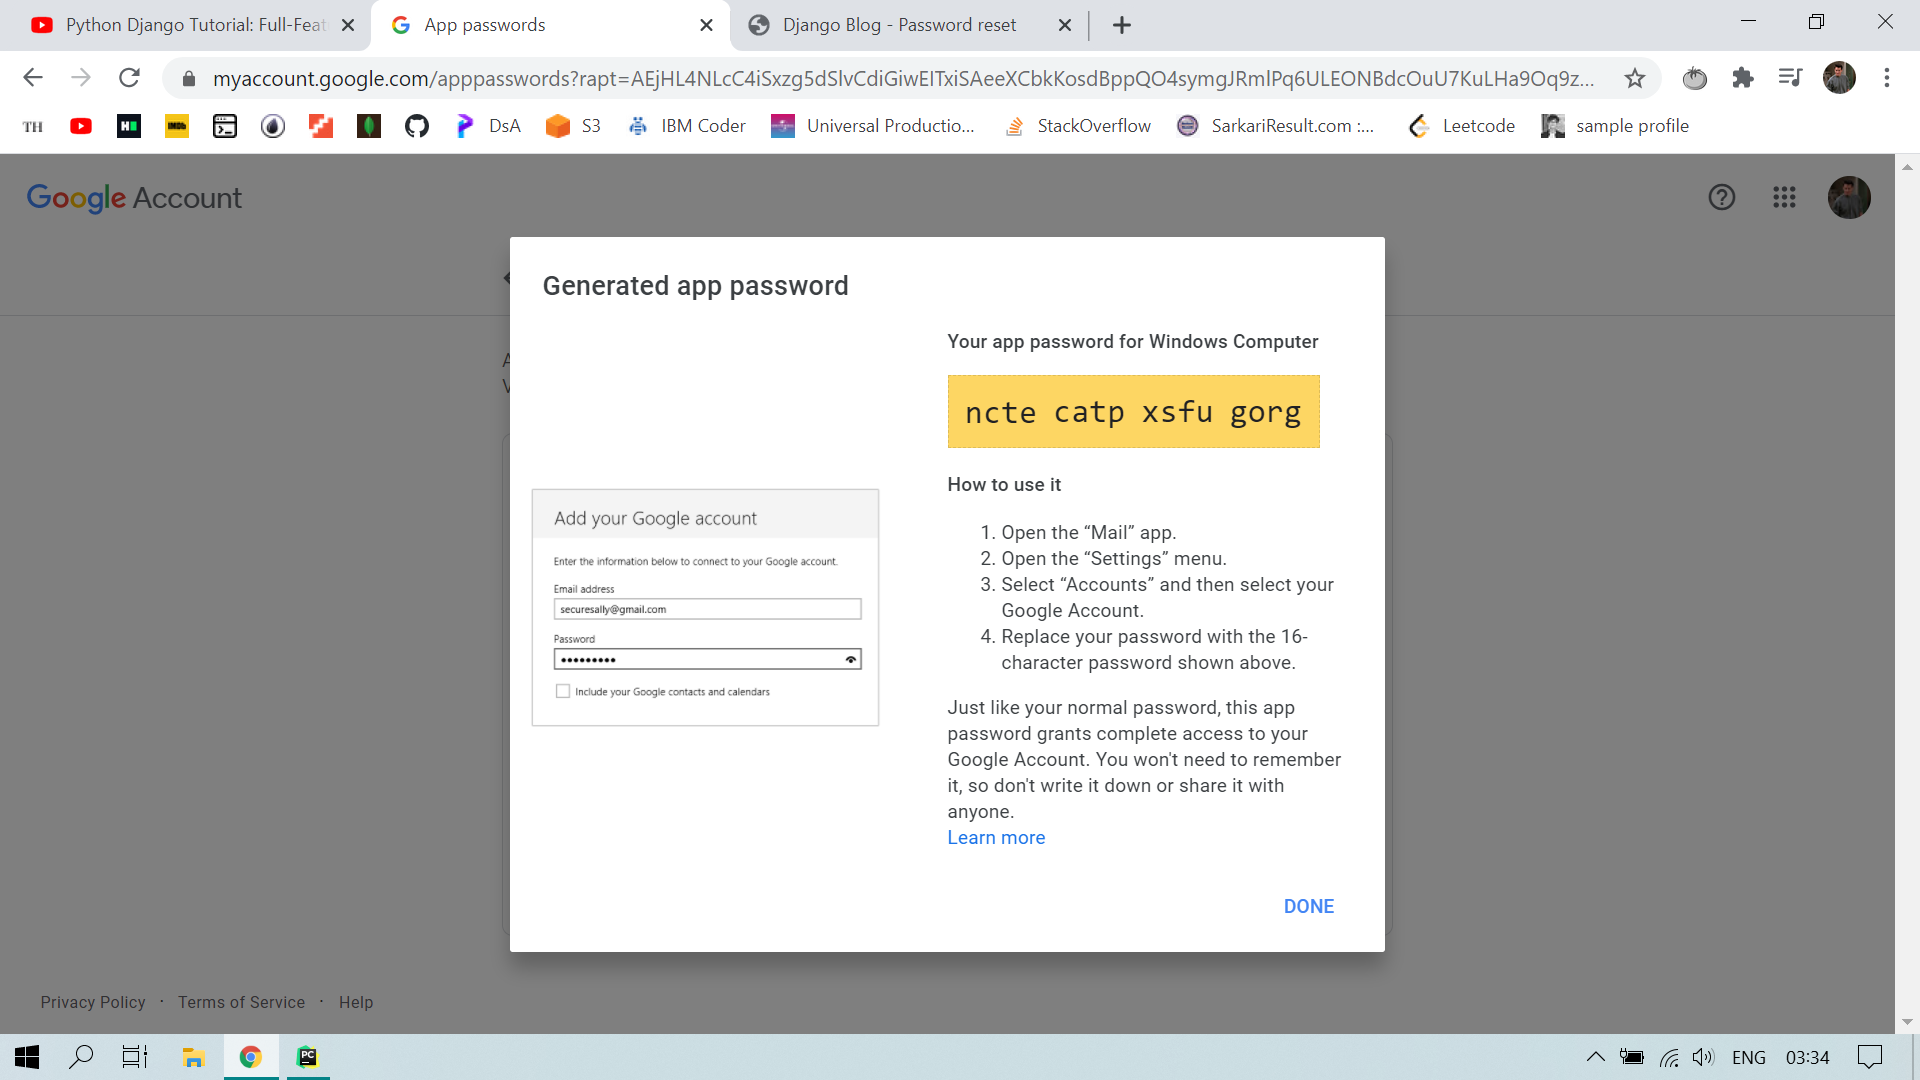 Python Django Tutorial: Full-Feat
App passwords
Django Blog - Password reset
myaccount.google.com/apppasswords?rapt=AEjHL4NLcC4iSxzg5dSlvCdiGiwEITxiSAeeXCbkKosdBppQO4symgJRmlPq6ULEONBdcOuU7KuLHa9Oq9z...
TH
IMDb
DsA
S3
IBM Coder
Universal Productio...
StackOverflow
SarkariResult.com :...
Leetcode
sample profile
Google Account
Generated app password
Your app password for Windows Computer
ncte catp xsfu gorg
How to use it
1. Open the “Mail” app.
2. Open the “Settings” menu.
3. Select “Accounts” and then select your
Google Account.
4. Replace your password with the 16-
character password shown above.
Just like your normal password, this app
password grants complete access to your
Google Account. You won't need to remember
it, so don't write it down or share it with
anyone.
Learn more
DONE
Add your Google account
Enter the information below to connect to your Google account.
Email address
securesally@gmail.com
Password
Include your Google contacts and calendars
Privacy Policy · Terms of Service · Help
PC
ENG
03:34